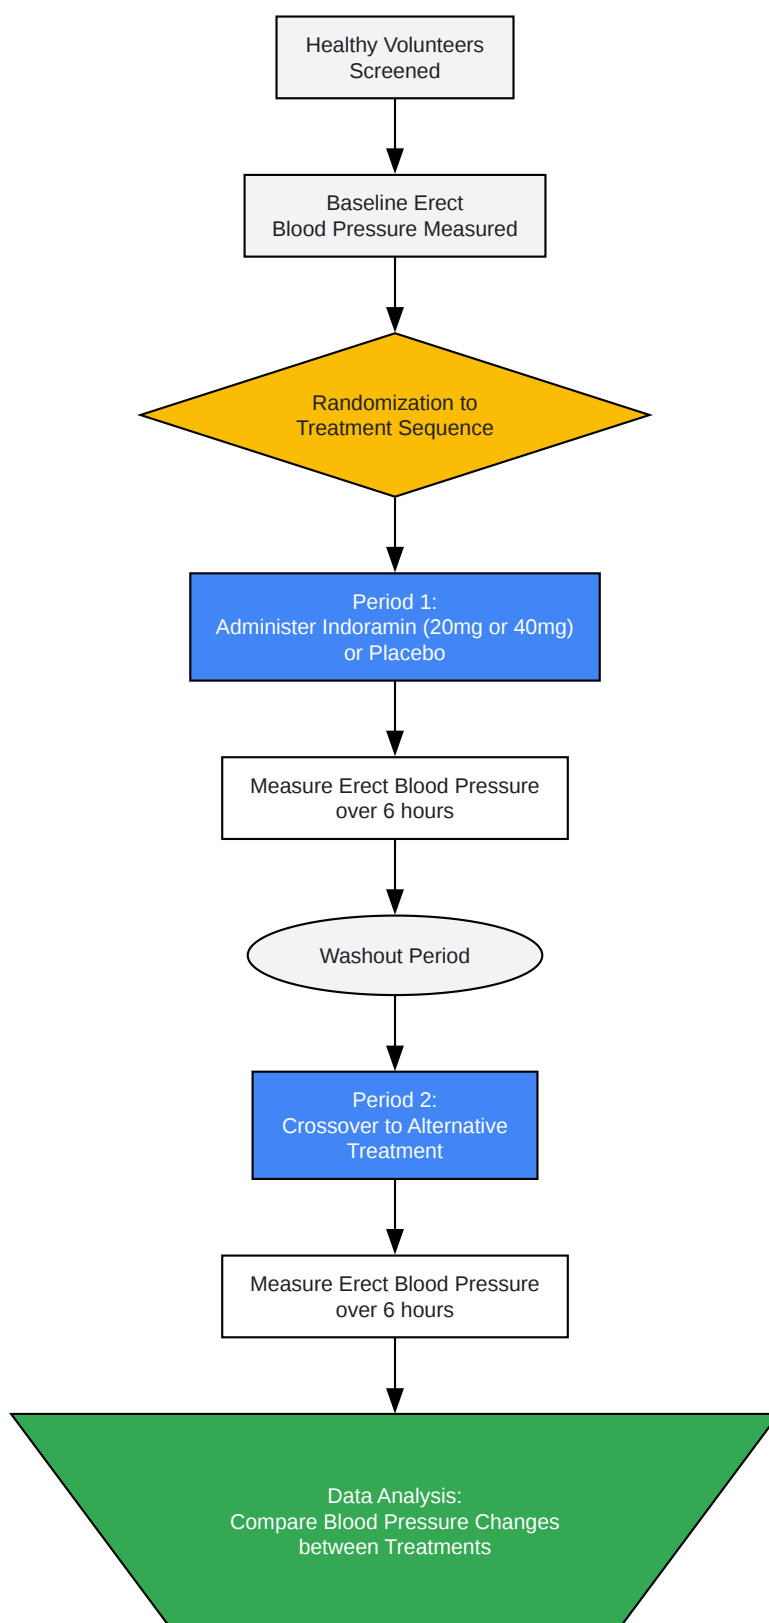 Healthy Volunteers
Screened
Baseline Erect
Blood Pressure Measured
Randomization to
Treatment Sequence
Period 1:
Administer Indoramin (20mg or 40mg)
or Placebo
Measure Erect Blood Pressure
over 6 hours
Washout Period
Period 2:
Crossover to Alternative
Treatment
Measure Erect Blood Pressure
over 6 hours
Data Analysis:
Compare Blood Pressure Changes
between Treatments